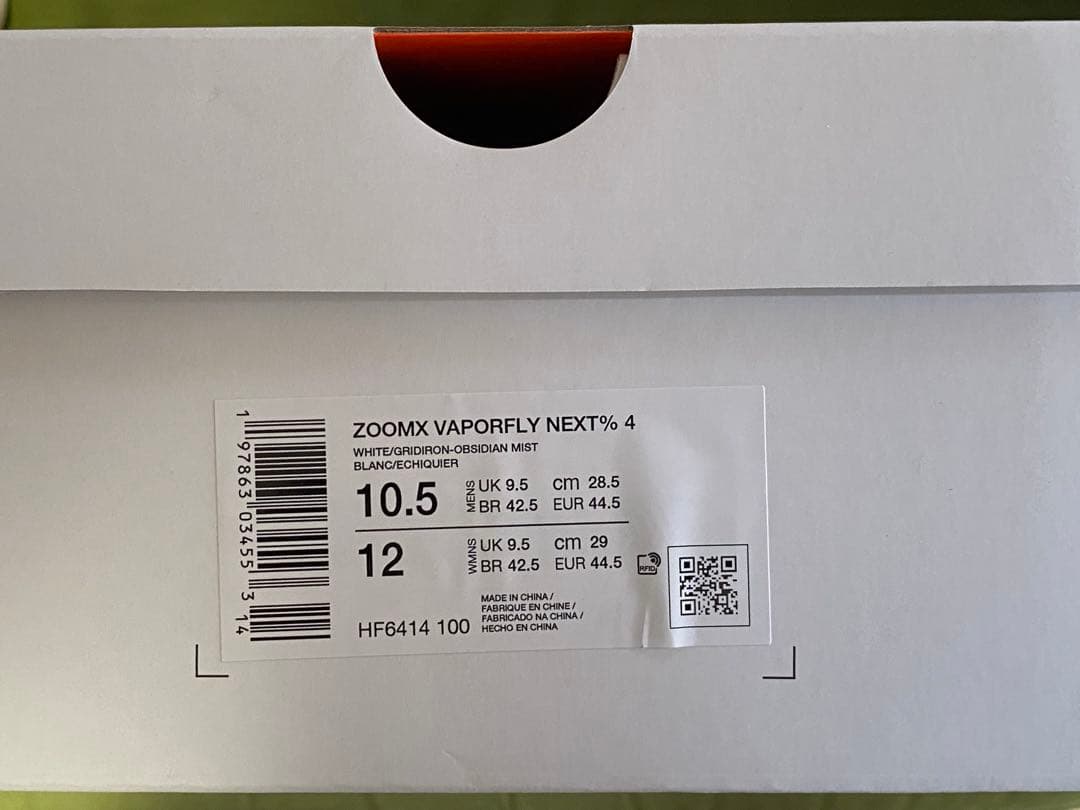 1 97863 03455 3 14
ZOOMX VAPORFLY NEXT% 4
WHITE/GRIDIRON-OBSIDIAN MIST
BLANC/ECHIQUIER
10.5 MENS UK 9.5 cm 28.5
BR 42.5 EUR 44.5
12 WMNS UK 9.5 cm 29
BR 42.5 EUR 44.5
RFID
HF6414 100
MADE IN CHINA /
FABRIQUE EN CHINE /
FABRICADO NA CHINA /
HECHO EN CHINA